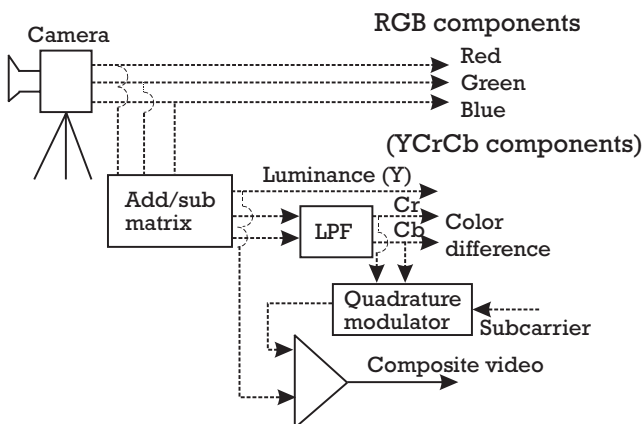 RGB components
Camera
Red
Green
Blue
(YCrCb components)
Luminance (Y)
Add/sub
matrix
Cr
LPF
Cb
Color
difference
Quadrature
modulator
Subcarrier
Composite video